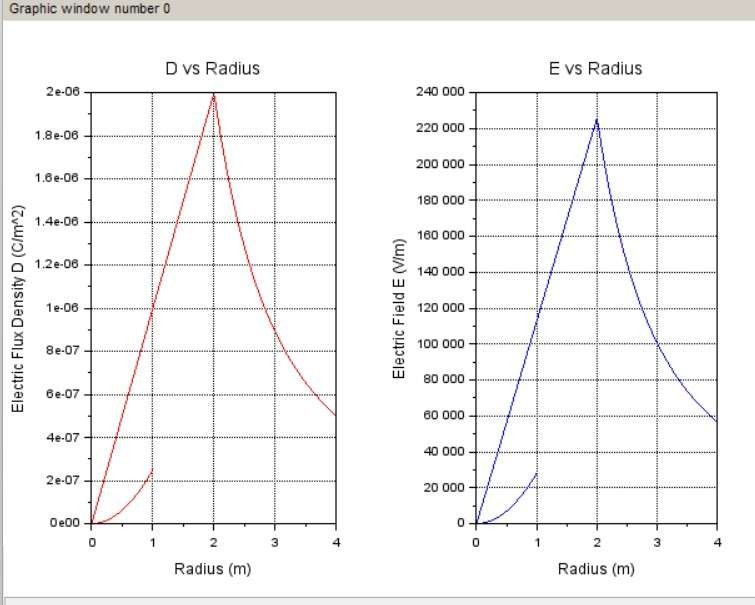 Graphic window number 0
D vs Radius
2e-06
1.8e-06
1.6e-06
1.4e-06
1.2e-06
1e-06
8e-07
6e-07
4e-07
2e-07
0e00
0 1 2 3 4
Electric Flux Density D (C/m^2)
Radius (m)
E vs Radius
240 000
220 000
200 000
180 000
160 000
140 000
120 000
100 000
80 000
60 000
40 000
20 000
0
0 1 2 3 4
Electric Field E (V/m)
Radius (m)